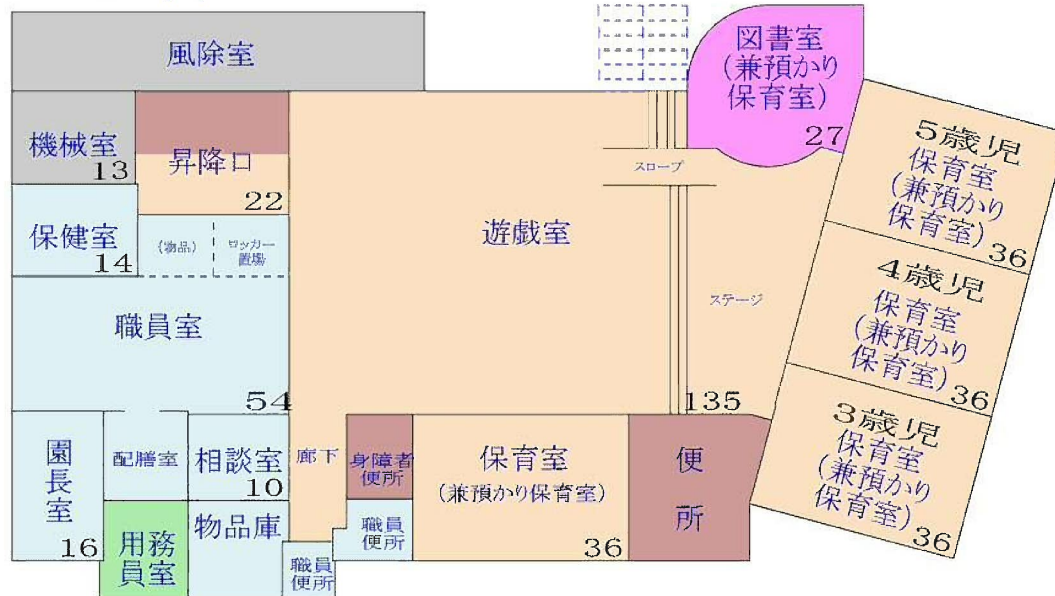 風除室
図書室
(兼預かり
保育室)
27
機械室
13
昇降口
22
スロープ
5歳児
保育室
(兼預かり
保育室)
36
保健室
14
(物品)
ロッカー
置場
遊戯室
4歳児
保育室
(兼預かり
保育室)
36
職員室
54
ステージ
135
3歳児
保育室
(兼預かり
保育室)
36
園長室
16
配膳室
相談室
10
廊下
身障者
便所
保育室
(兼預かり保育室)
36
便所
用務
員室
物品庫
職員
便所
職員
便所